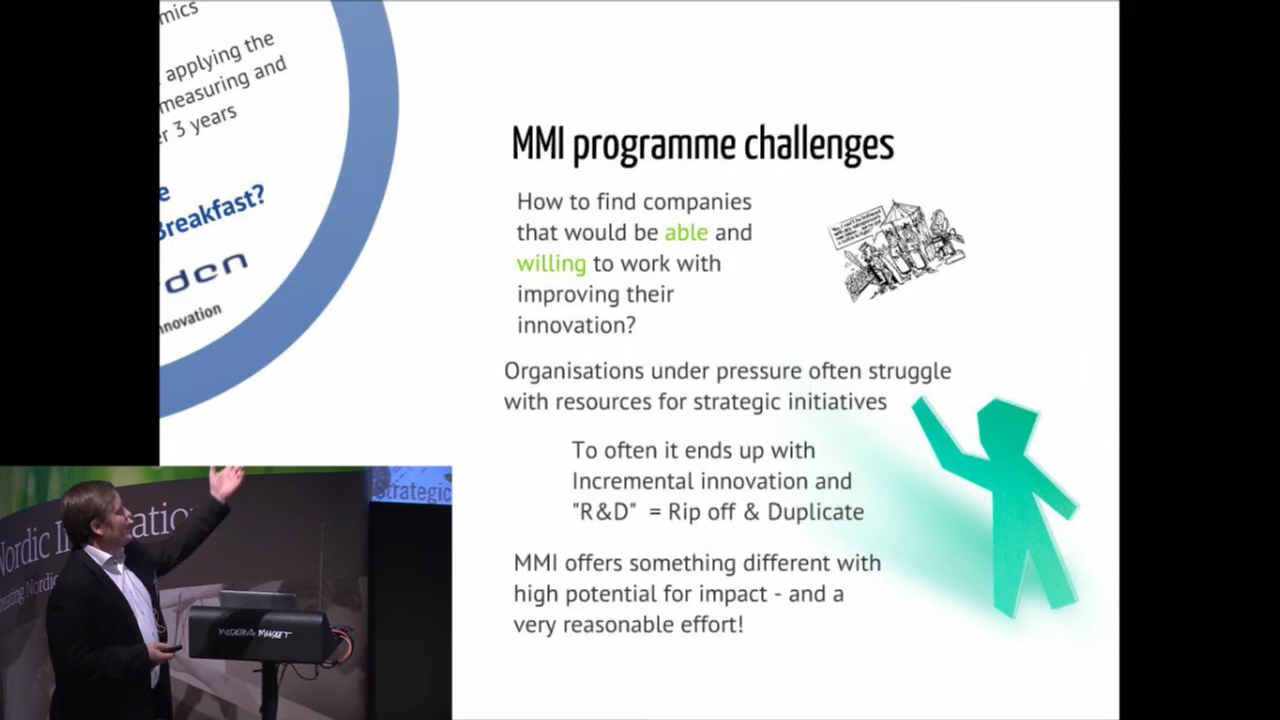 mics
applying the
measuring and
r 3 years
e
Breakfast?
den
nnovation
MMI programme challenges
How to find companies
that would be able and
willing to work with
improving their
innovation?
Organisations under pressure often struggle
with resources for strategic initiatives
To often it ends up with
Incremental innovation and
"R&D" = Rip off & Duplicate
MMI offers something different with
high potential for impact - and a
very reasonable effort!
Strategic
Nordic
MODERNA MUSEET